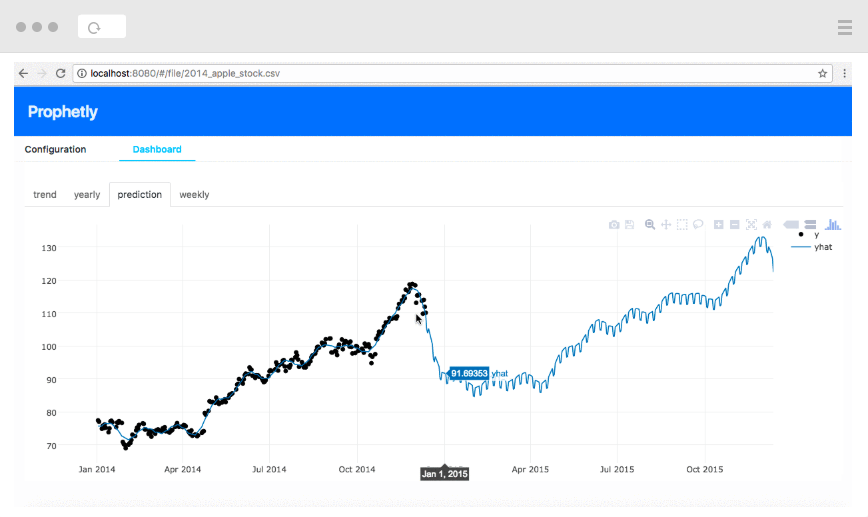 localhost:8080/#/file/2014_apple_stock.csv
Prophetly
Configuration Dashboard
trend yearly prediction weekly
y
yhat
130
120
110
100
90
80
70
91.69353 yhat
Jan 2014 Apr 2014 Jul 2014 Oct 2014 Apr 2015 Jul 2015 Oct 2015
Jan 1, 2015